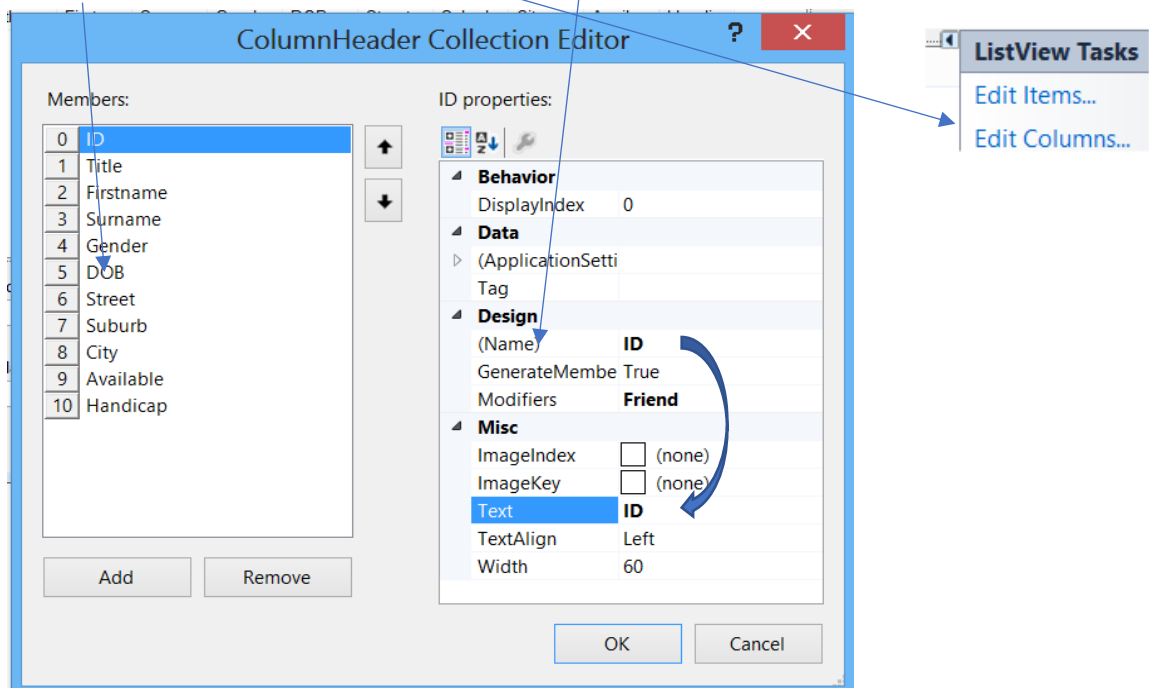 ColumnHeader Collection Editor ? ×
ListView Tasks
Edit Items...
Edit Columns...
Members:
0 ID
1 Title
2 Firstname
3 Surname
4 Gender
5 DOB
6 Street
7 Suburb
8 City
9 Available
10 Handicap
Add Remove
ID properties:
Behavior
DisplayIndex 0
Data
(ApplicationSetti
Tag
Design
(Name) ID
GenerateMembe True
Modifiers Friend
Misc
ImageIndex (none)
ImageKey (none)
Text ID
TextAlign Left
Width 60
OK Cancel